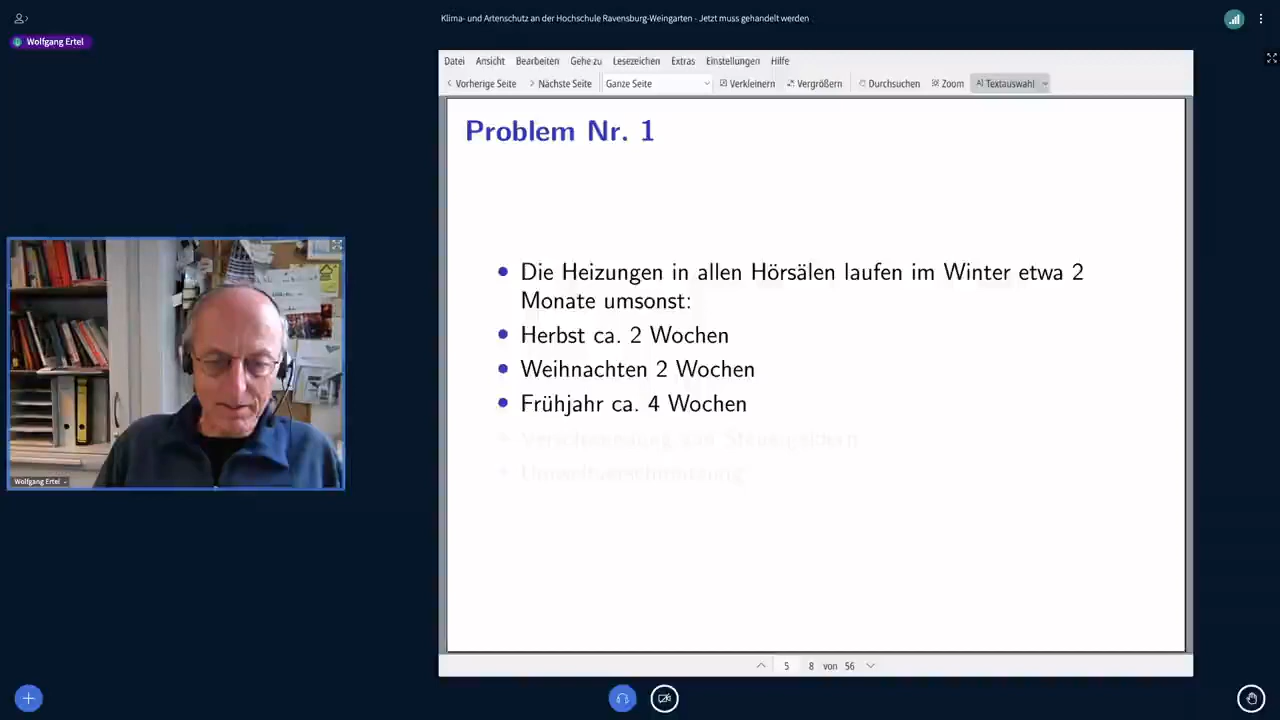 Klima- und Artenschutz an der Hochschule Ravensburg-Weingarten - Jetzt muss gehandelt werden
Wolfgang Ertel
Datei Ansicht Bearbeiten Gehe zu Lesezeichen Extras Einstellungen Hilfe
Vorherige Seite Nächste Seite Ganze Seite Verkleinern Vergrößern Durchsuchen Zoom Textauswahl
Problem Nr. 1
• Die Heizungen in allen Hörsälen laufen im Winter etwa 2
Monate umsonst:
• Herbst ca. 2 Wochen
• Weihnachten 2 Wochen
• Frühjahr ca. 4 Wochen
• Umweltverschmutzung
Wolfgang Ertel
5 8 von 56